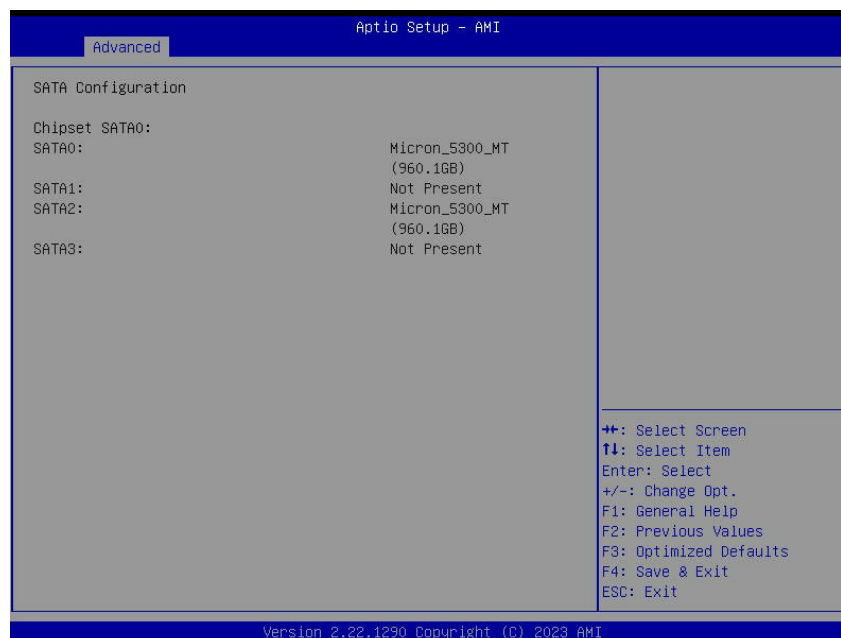 Aptio Setup – AMI
Advanced
SATA Configuration
Chipset SATA0:
SATA0: Micron_5300_MT
(960.1GB)
SATA1: Not Present
SATA2: Micron_5300_MT
(960.1GB)
SATA3: Not Present
→←: Select Screen
↑↓: Select Item
Enter: Select
+/-: Change Opt.
F1: General Help
F2: Previous Values
F3: Optimized Defaults
F4: Save & Exit
ESC: Exit
Version 2.22.1290 Copyright (C) 2023 AMI